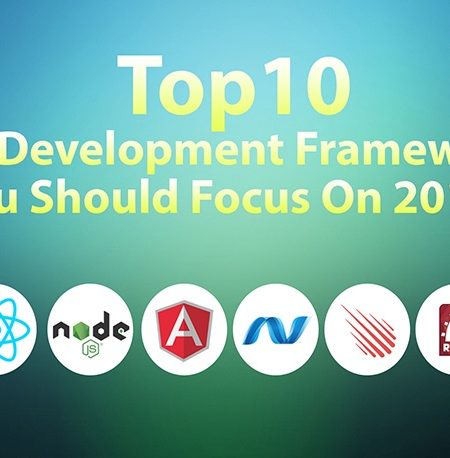 Top10
Development Framew
u Should Focus On 20
node
JS
A
R